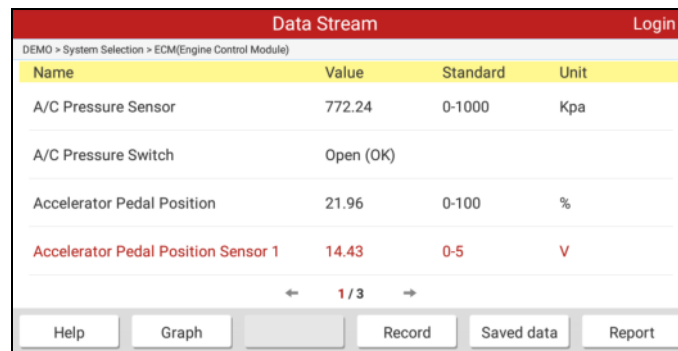 Data Stream Login
DEMO > System Selection > ECM(Engine Control Module)
Name Value Standard Unit
A/C Pressure Sensor 772.24 0-1000 Kpa
A/C Pressure Switch Open (OK)
Accelerator Pedal Position 21.96 0-100 %
Accelerator Pedal Position Sensor 1 14.43 0-5 V
← 1/3 →
Help Graph Record Saved data Report